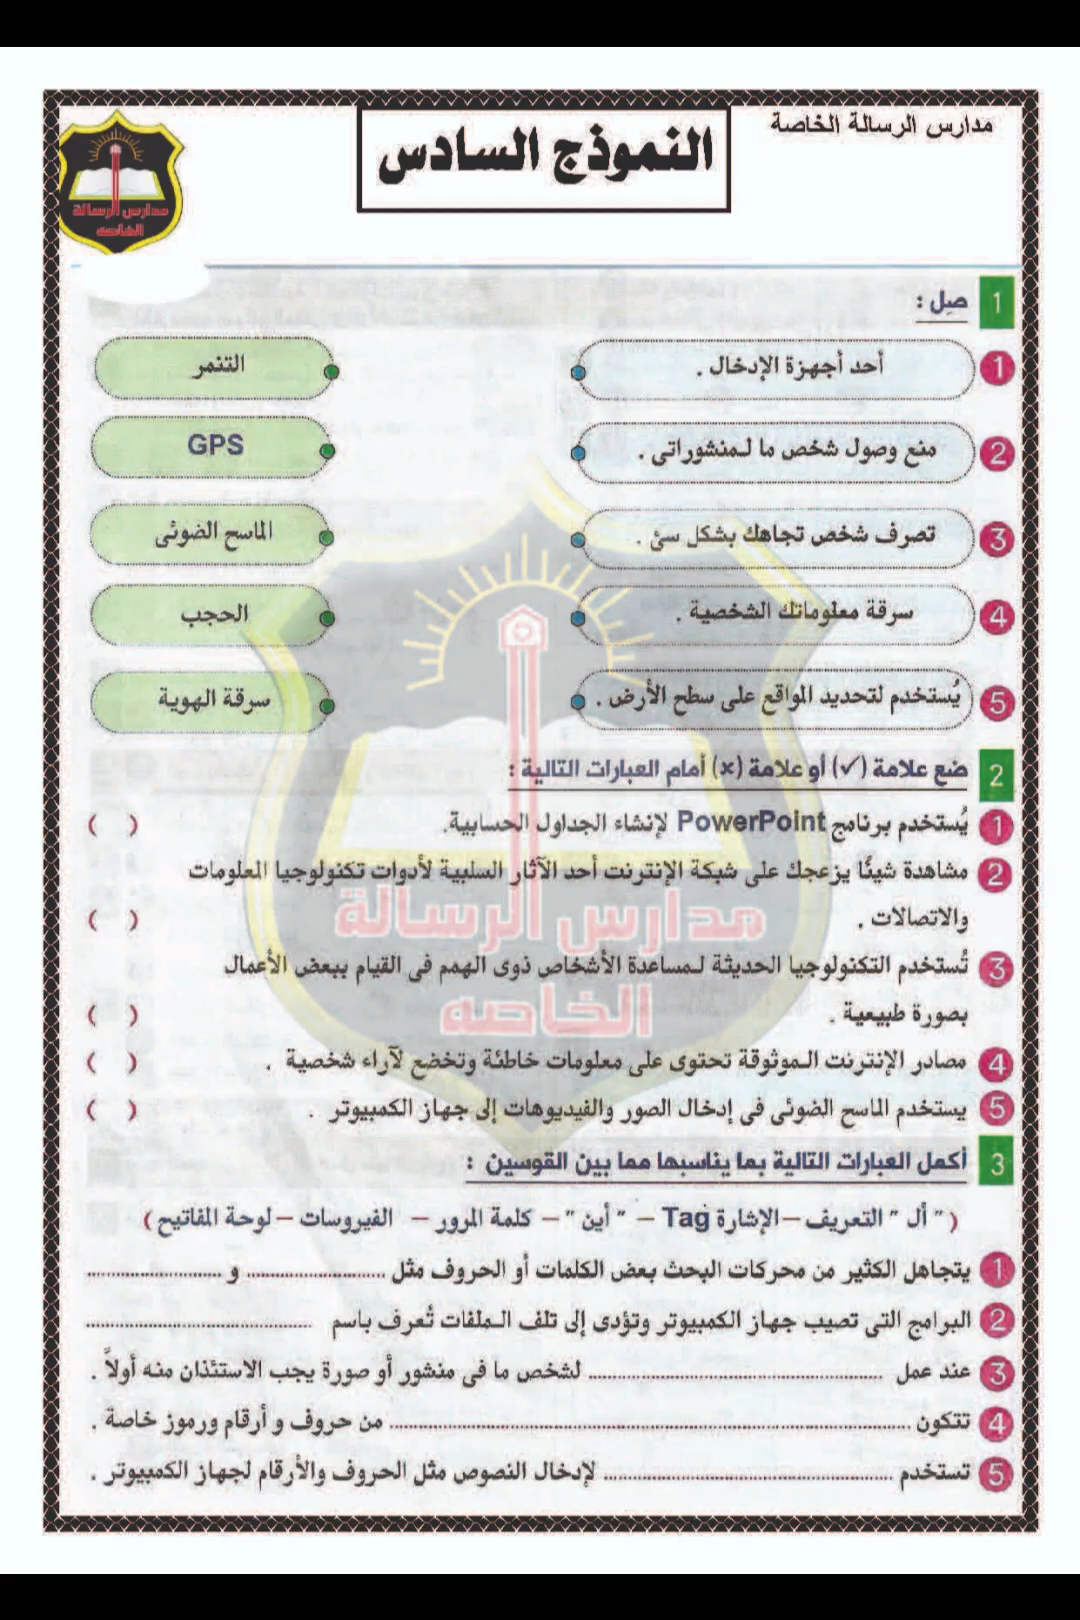 مدارس الرسالة الخاصة
النموذج السادس
مدارس الرسالة
الخاصه
1 صِل :
1 أحد أجهزة الإدخال . التنمر
2 منع وصول شخص ما لـمنشوراتى . GPS
3 تصرف شخص تجاهك بشكل سئ . الماسح الضوئى
4 سرقة معلوماتك الشخصية . الحجب
5 يُستخدم لتحديد المواقع على سطح الأرض . سرقة الهوية
2 ضع علامة (✓) أو علامة (×) أمام العبارات التالية :
1 يُستخدم برنامج PowerPoint لإنشاء الجداول الحسابية. ( )
2 مشاهدة شيئًا يزعجك على شبكة الإنترنت أحد الآثار السلبية لأدوات تكنولوجيا المعلومات
والاتصالات . ( )
3 تُستخدم التكنولوجيا الحديثة لـمساعدة الأشخاص ذوى الهمم فى القيام ببعض الأعمال
بصورة طبيعية . ( )
4 مصادر الإنترنت الـموثوقة تحتوى على معلومات خاطئة وتخضع لآراء شخصية . ( )
5 يستخدم الماسح الضوئى فى إدخال الصور والفيديوهات إلى جهاز الكمبيوتر . ( )
مدارس الرسالة
الخاصه
3 أكمل العبارات التالية بما يناسبها مما بين القوسين :
( " أل " التعريف – الإشارة Tag – " أين " – كلمة المرور – الفيروسات – لوحة المفاتيح )
1 يتجاهل الكثير من محركات البحث بعض الكلمات أو الحروف مثل .................... و ....................
2 البرامج التى تصيب جهاز الكمبيوتر وتؤدى إلى تلف الـملفات تُعرف باسم ....................
3 عند عمل .................... لشخص ما فى منشور أو صورة يجب الاستئذان منه أولاً .
4 تتكون .................... من حروف و أرقام ورموز خاصة .
5 تستخدم .................... لإدخال النصوص مثل الحروف والأرقام لجهاز الكمبيوتر .